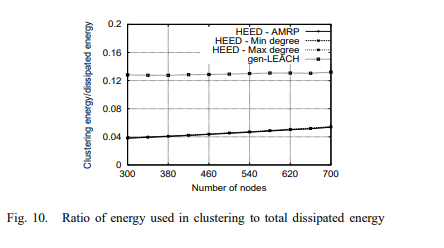 0.2
0.16
0.12
0.08
0.04
0
Clustering energy/dissipated energy
HEED - AMRP
HEED - Min degree
HEED - Max degree
gen-LEACH
300 380 460 540 620 700
Number of nodes
Fig. 10. Ratio of energy used in clustering to total dissipated energy